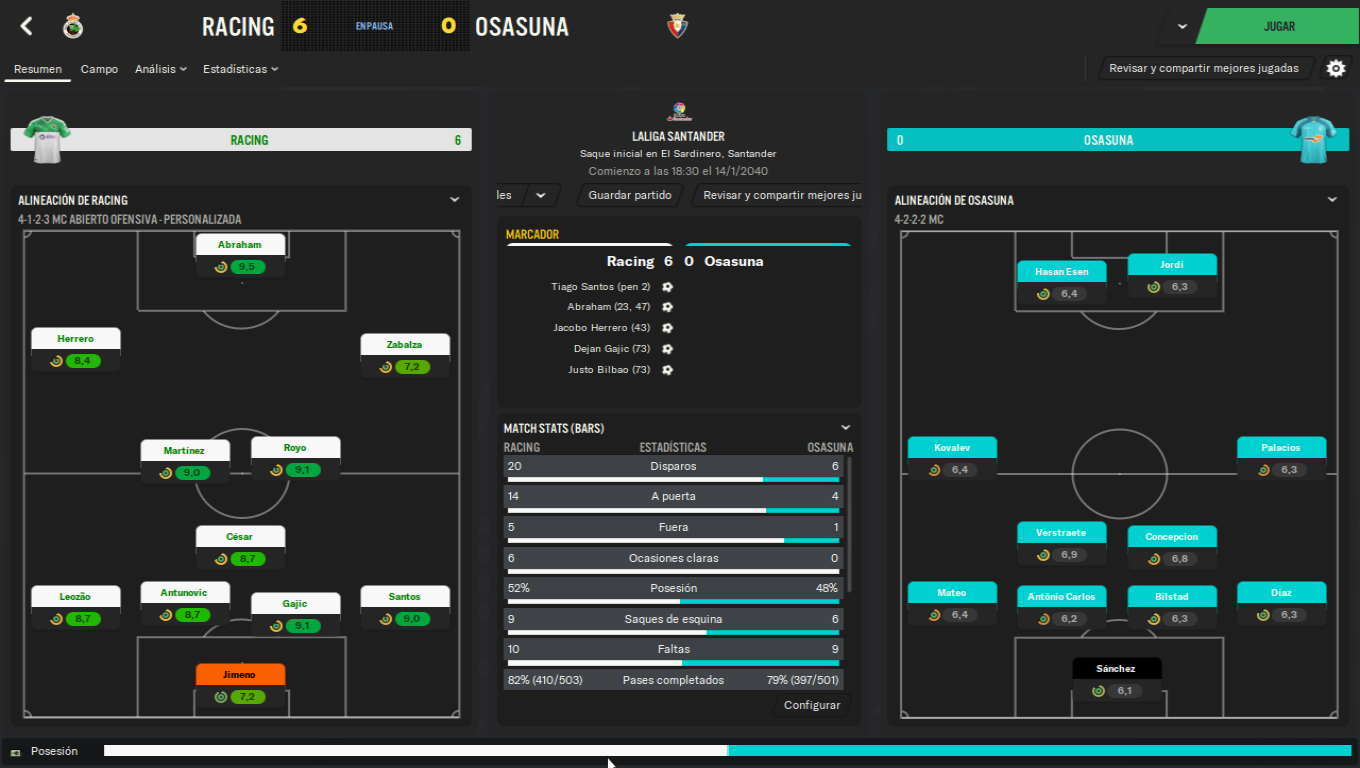 RACING 6 EN PAUSA 0 OSASUNA
JUGAR
Resumen Campo Análisis Estadísticas
Revisar y compartir mejores jugadas
RACING 6
LALIGA SANTANDER
Saque inicial en El Sardinero, Santander
Comienzo a las 18:30 el 14/1/2040
les Guardar partido Revisar y compartir mejores ju
0 OSASUNA
ALINEACIÓN DE RACING
4-1-2-3 MC ABIERTO OFENSIVA - PERSONALIZADA
Abraham
9,5
Herrero
8,4
Zabalza
7,2
Martínez
9,0
Royo
9,1
César
8,7
Leozão
8,7
Antunovic
8,7
Gajic
9,1
Santos
9,0
Jimeno
7,2
MARCADOR
Racing 6 0 Osasuna
Tiago Santos (pen 2)
Abraham (23, 47)
Jacobo Herrero (43)
Dejan Gajic (73)
Justo Bilbao (73)
MATCH STATS (BARS)
RACING ESTADÍSTICAS OSASUNA
20 Disparos 6
14 A puerta 4
5 Fuera 1
6 Ocasiones claras 0
52% Posesión 48%
9 Saques de esquina 6
10 Faltas 9
82% (410/503) Pases completados 79% (397/501)
Configurar
ALINEACIÓN DE OSASUNA
4-2-2-2 MC
Hasan Esen
6,4
Jordi
6,3
Kovalev
6,4
Palacios
6,3
Verstraete
6,9
Concepcion
6,8
Mateo
6,4
António Carlos
6,2
Bilstad
6,3
Díaz
6,3
Sánchez
6,1
Posesión